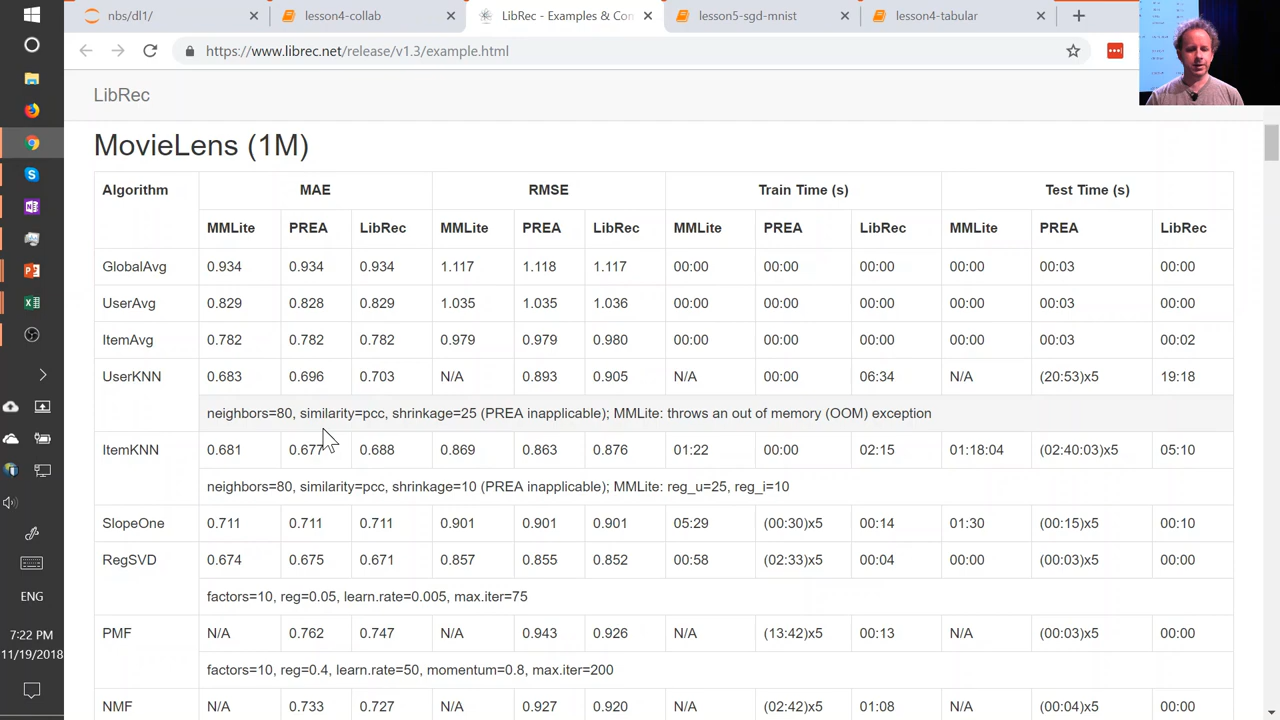 nbs/dl1/
lesson4-collab
LibRec - Examples & Con
lesson5-sgd-mnist
lesson4-tabular
https://www.librec.net/release/v1.3/example.html
LibRec
MovieLens (1M)
Algorithm MAE RMSE Train Time (s) Test Time (s)
MMLite PREA LibRec MMLite PREA LibRec MMLite PREA LibRec MMLite PREA LibRec
GlobalAvg 0.934 0.934 0.934 1.117 1.118 1.117 00:00 00:00 00:00 00:00 00:03 00:00
UserAvg 0.829 0.828 0.829 1.035 1.035 1.036 00:00 00:00 00:00 00:00 00:03 00:00
ItemAvg 0.782 0.782 0.782 0.979 0.979 0.980 00:00 00:00 00:00 00:00 00:03 00:02
UserKNN 0.683 0.696 0.703 N/A 0.893 0.905 N/A 00:00 06:34 N/A (20:53)x5 19:18
neighbors=80, similarity=pcc, shrinkage=25 (PREA inapplicable); MMLite: throws an out of memory (OOM) exception
ItemKNN 0.681 0.677 0.688 0.869 0.863 0.876 01:22 00:00 02:15 01:18:04 (02:40:03)x5 05:10
neighbors=80, similarity=pcc, shrinkage=10 (PREA inapplicable); MMLite: reg_u=25, reg_i=10
SlopeOne 0.711 0.711 0.711 0.901 0.901 0.901 05:29 (00:30)x5 00:14 01:30 (00:15)x5 00:10
RegSVD 0.674 0.675 0.671 0.857 0.855 0.852 00:58 (02:33)x5 00:04 00:00 (00:03)x5 00:00
factors=10, reg=0.05, learn.rate=0.005, max.iter=75
PMF N/A 0.762 0.747 N/A 0.943 0.926 N/A (13:42)x5 00:13 N/A (00:03)x5 00:00
factors=10, reg=0.4, learn.rate=50, momentum=0.8, max.iter=200
NMF N/A 0.733 0.727 N/A 0.927 0.920 N/A (02:42)x5 01:08 N/A (00:04)x5 00:00
ENG
7:22 PM
11/19/2018